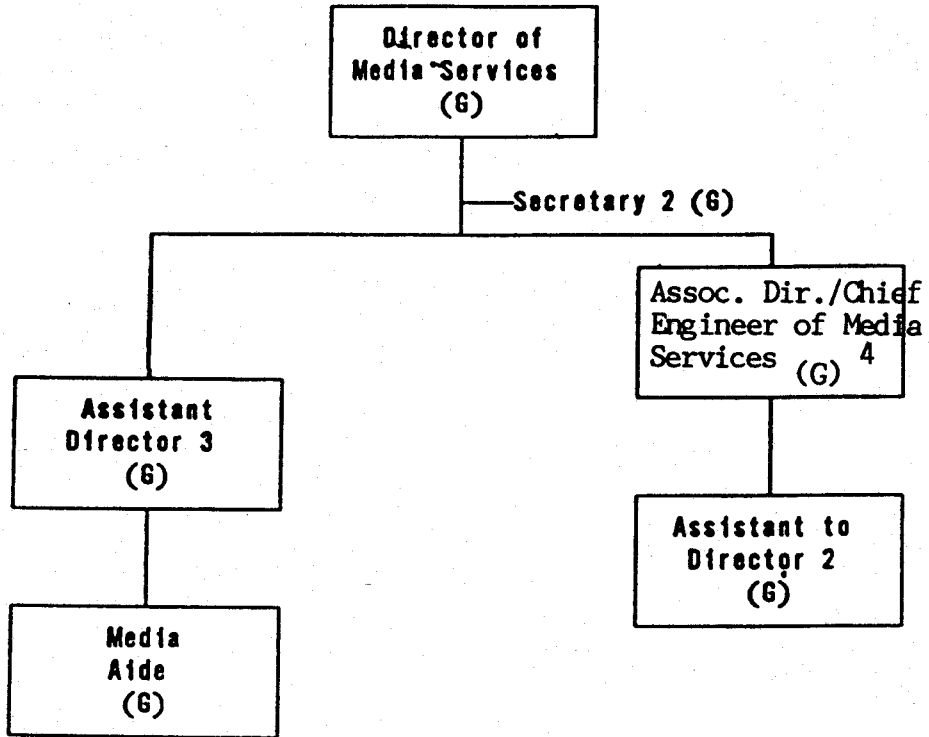 Director of
Media Services
(G)
Secretary 2 (G)
Assoc. Dir./Chief
Engineer of Media
Services 4
(G)
Assistant
Director 3
(G)
Assistant to
Director 2
(G)
Media
Aide
(G)